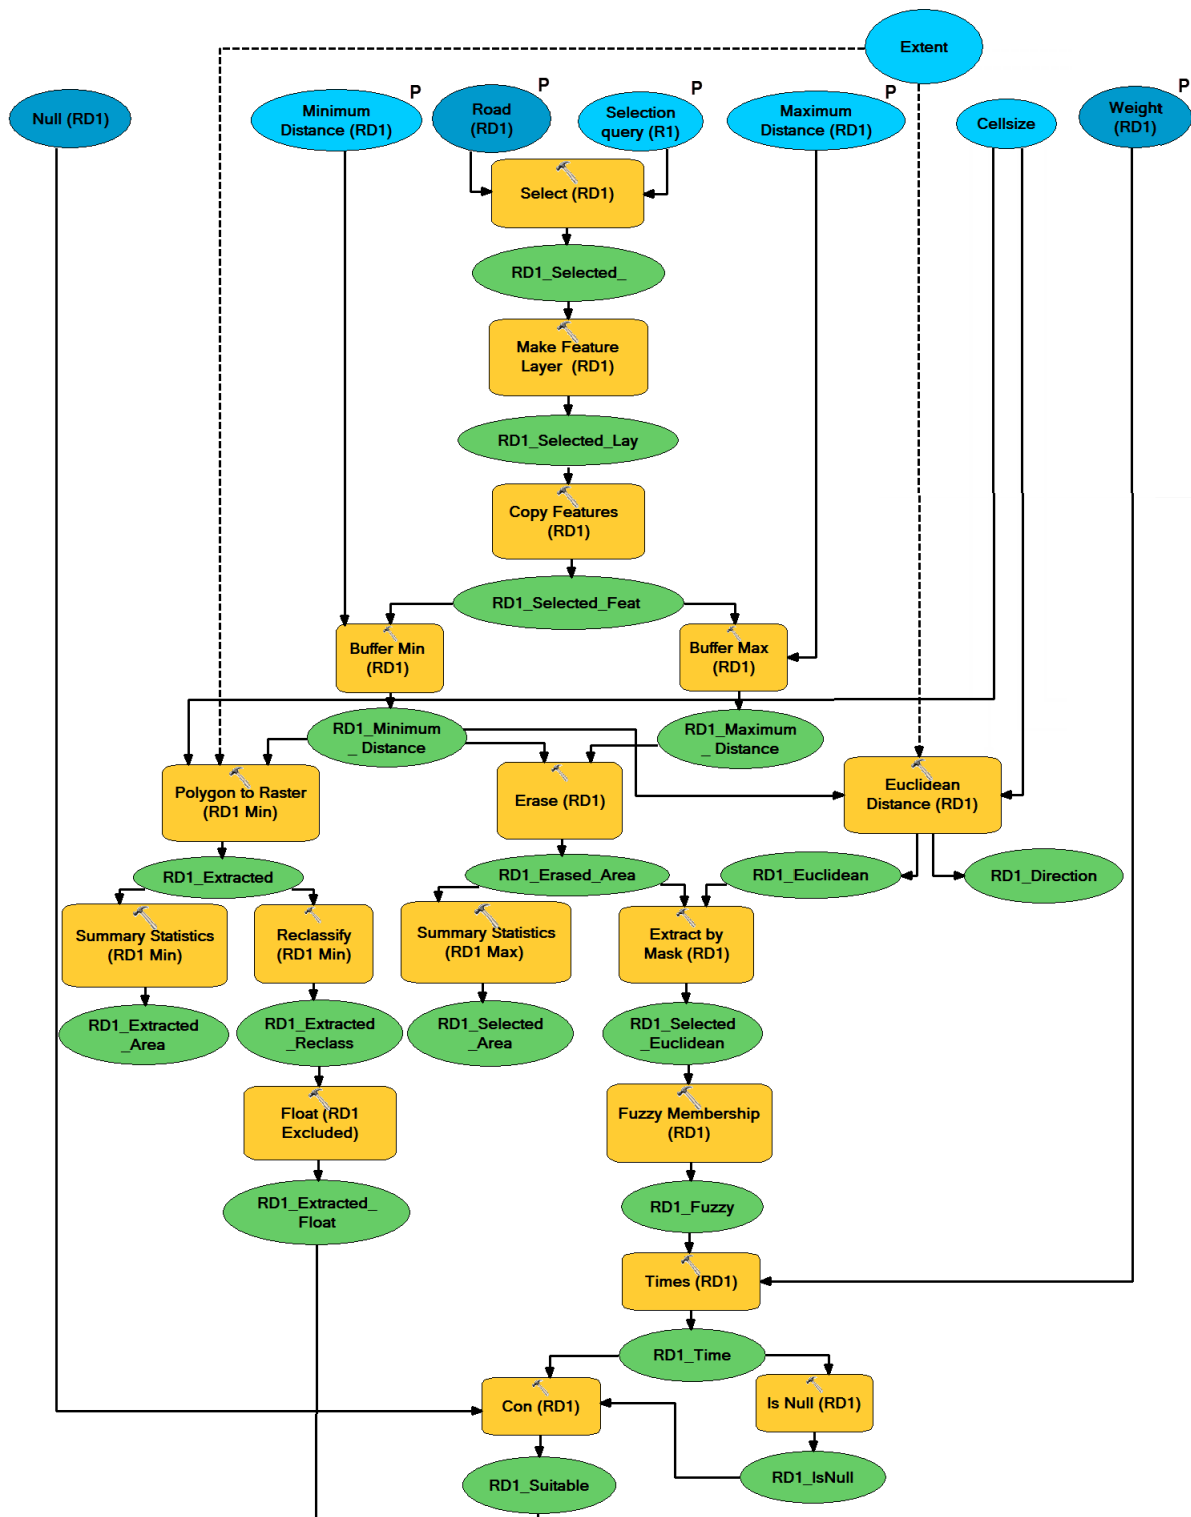 Extent
P
P
P
P
P
Null (RD1)
Minimum
Distance (RD1)
Road
(RD1)
Selection
query (R1)
Maximum
Distance (RD1)
Cellsize
Weight
(RD1)
Select (RD1)
RD1_Selected_
Make Feature
Layer  (RD1)
RD1_Selected_Lay
Copy Features
(RD1)
RD1_Selected_Feat
Buffer Min
(RD1)
Buffer Max
(RD1)
RD1_Minimum
_ Distance
RD1_Maximum
_ Distance
Polygon to Raster
(RD1 Min)
Erase (RD1)
Euclidean
Distance (RD1)
RD1_Extracted
RD1_Erased_Area
RD1_Euclidean
RD1_Direction
Summary Statistics
(RD1 Min)
Reclassify
(RD1 Min)
Summary Statistics
(RD1 Max)
Extract by
Mask (RD1)
RD1_Extracted
_Area
RD1_Extracted
_Reclass
RD1_Selected
_Area
RD1_Selected
_Euclidean
Float (RD1
Excluded)
Fuzzy Membership
(RD1)
RD1_Extracted_
Float
RD1_Fuzzy
Times (RD1)
RD1_Time
Con (RD1)
Is Null (RD1)
RD1_Suitable
RD1_IsNull